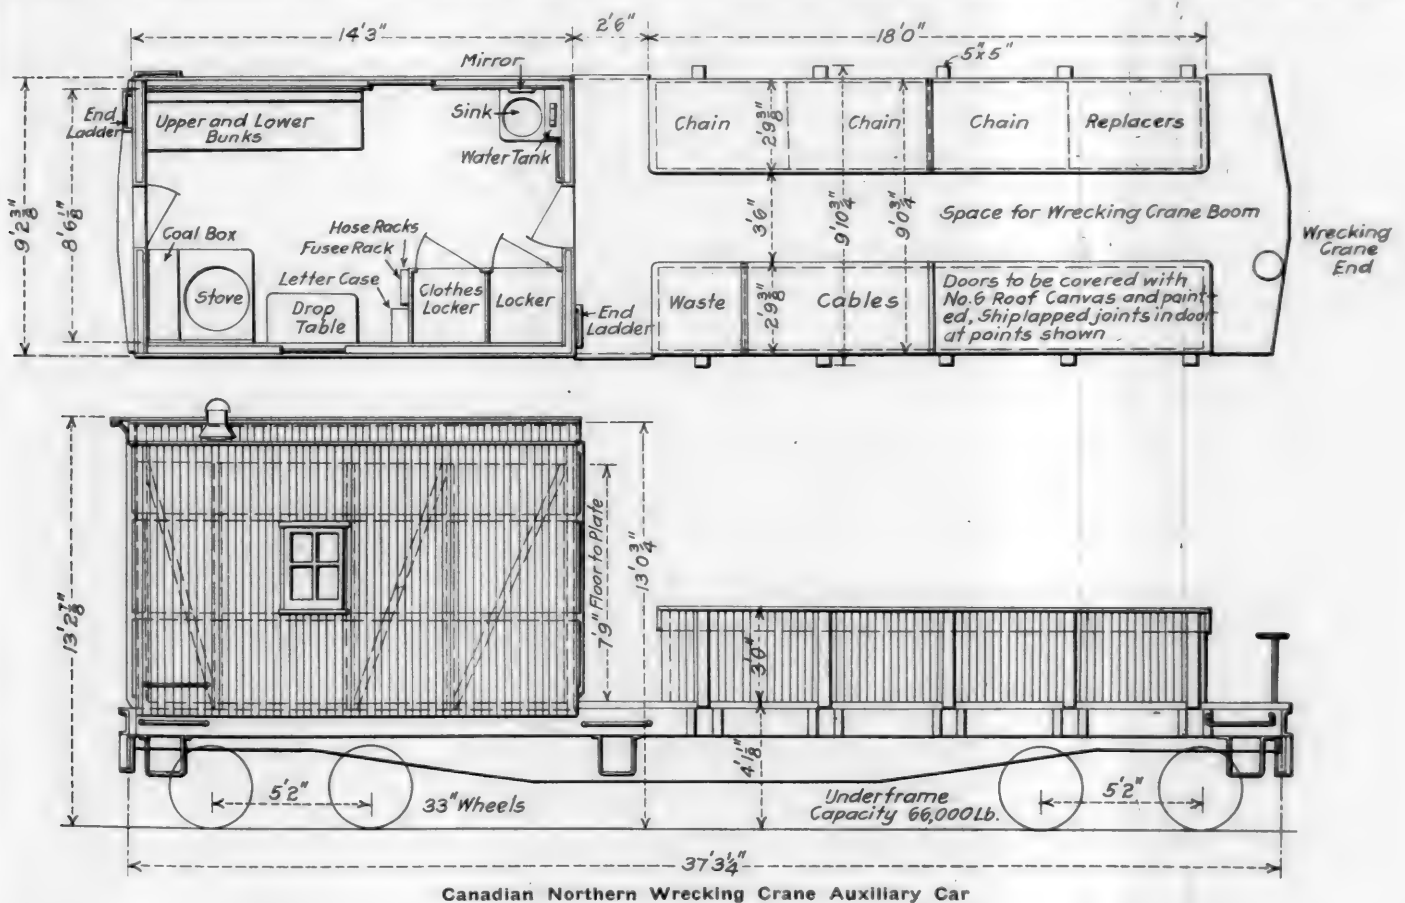 14'3"
2'6"
18'0"
Mirror
5"x5"
End
Ladder
Upper and Lower
Bunks
Sink
Water Tank
Chain
Chain
Chain
Replacers
2'9 3/8"
9'2 3/8"
8'6 1/8"
3'6"
9'10 3/4"
9'0 3/4"
Space for Wrecking Crane Boom
Wrecking
Crane
End
Coal Box
Hose Racks
Fusee Rack
Letter Case
Stove
Drop
Table
Clothes
Locker
Locker
End
Ladder
Waste
Cables
2'9 3/8"
Doors to be covered with
No.6 Roof Canvas and paint-
ed, Shiplapped joints in door
at points shown
13'2 7/8"
7'9" Floor to Plate
13'0 3/4"
3'0"
4'1 1/8"
5'2"
33" Wheels
Underframe
Capacity 66,000 Lb.
5'2"
37'3 1/4"
Canadian Northern Wrecking Crane Auxiliary Car